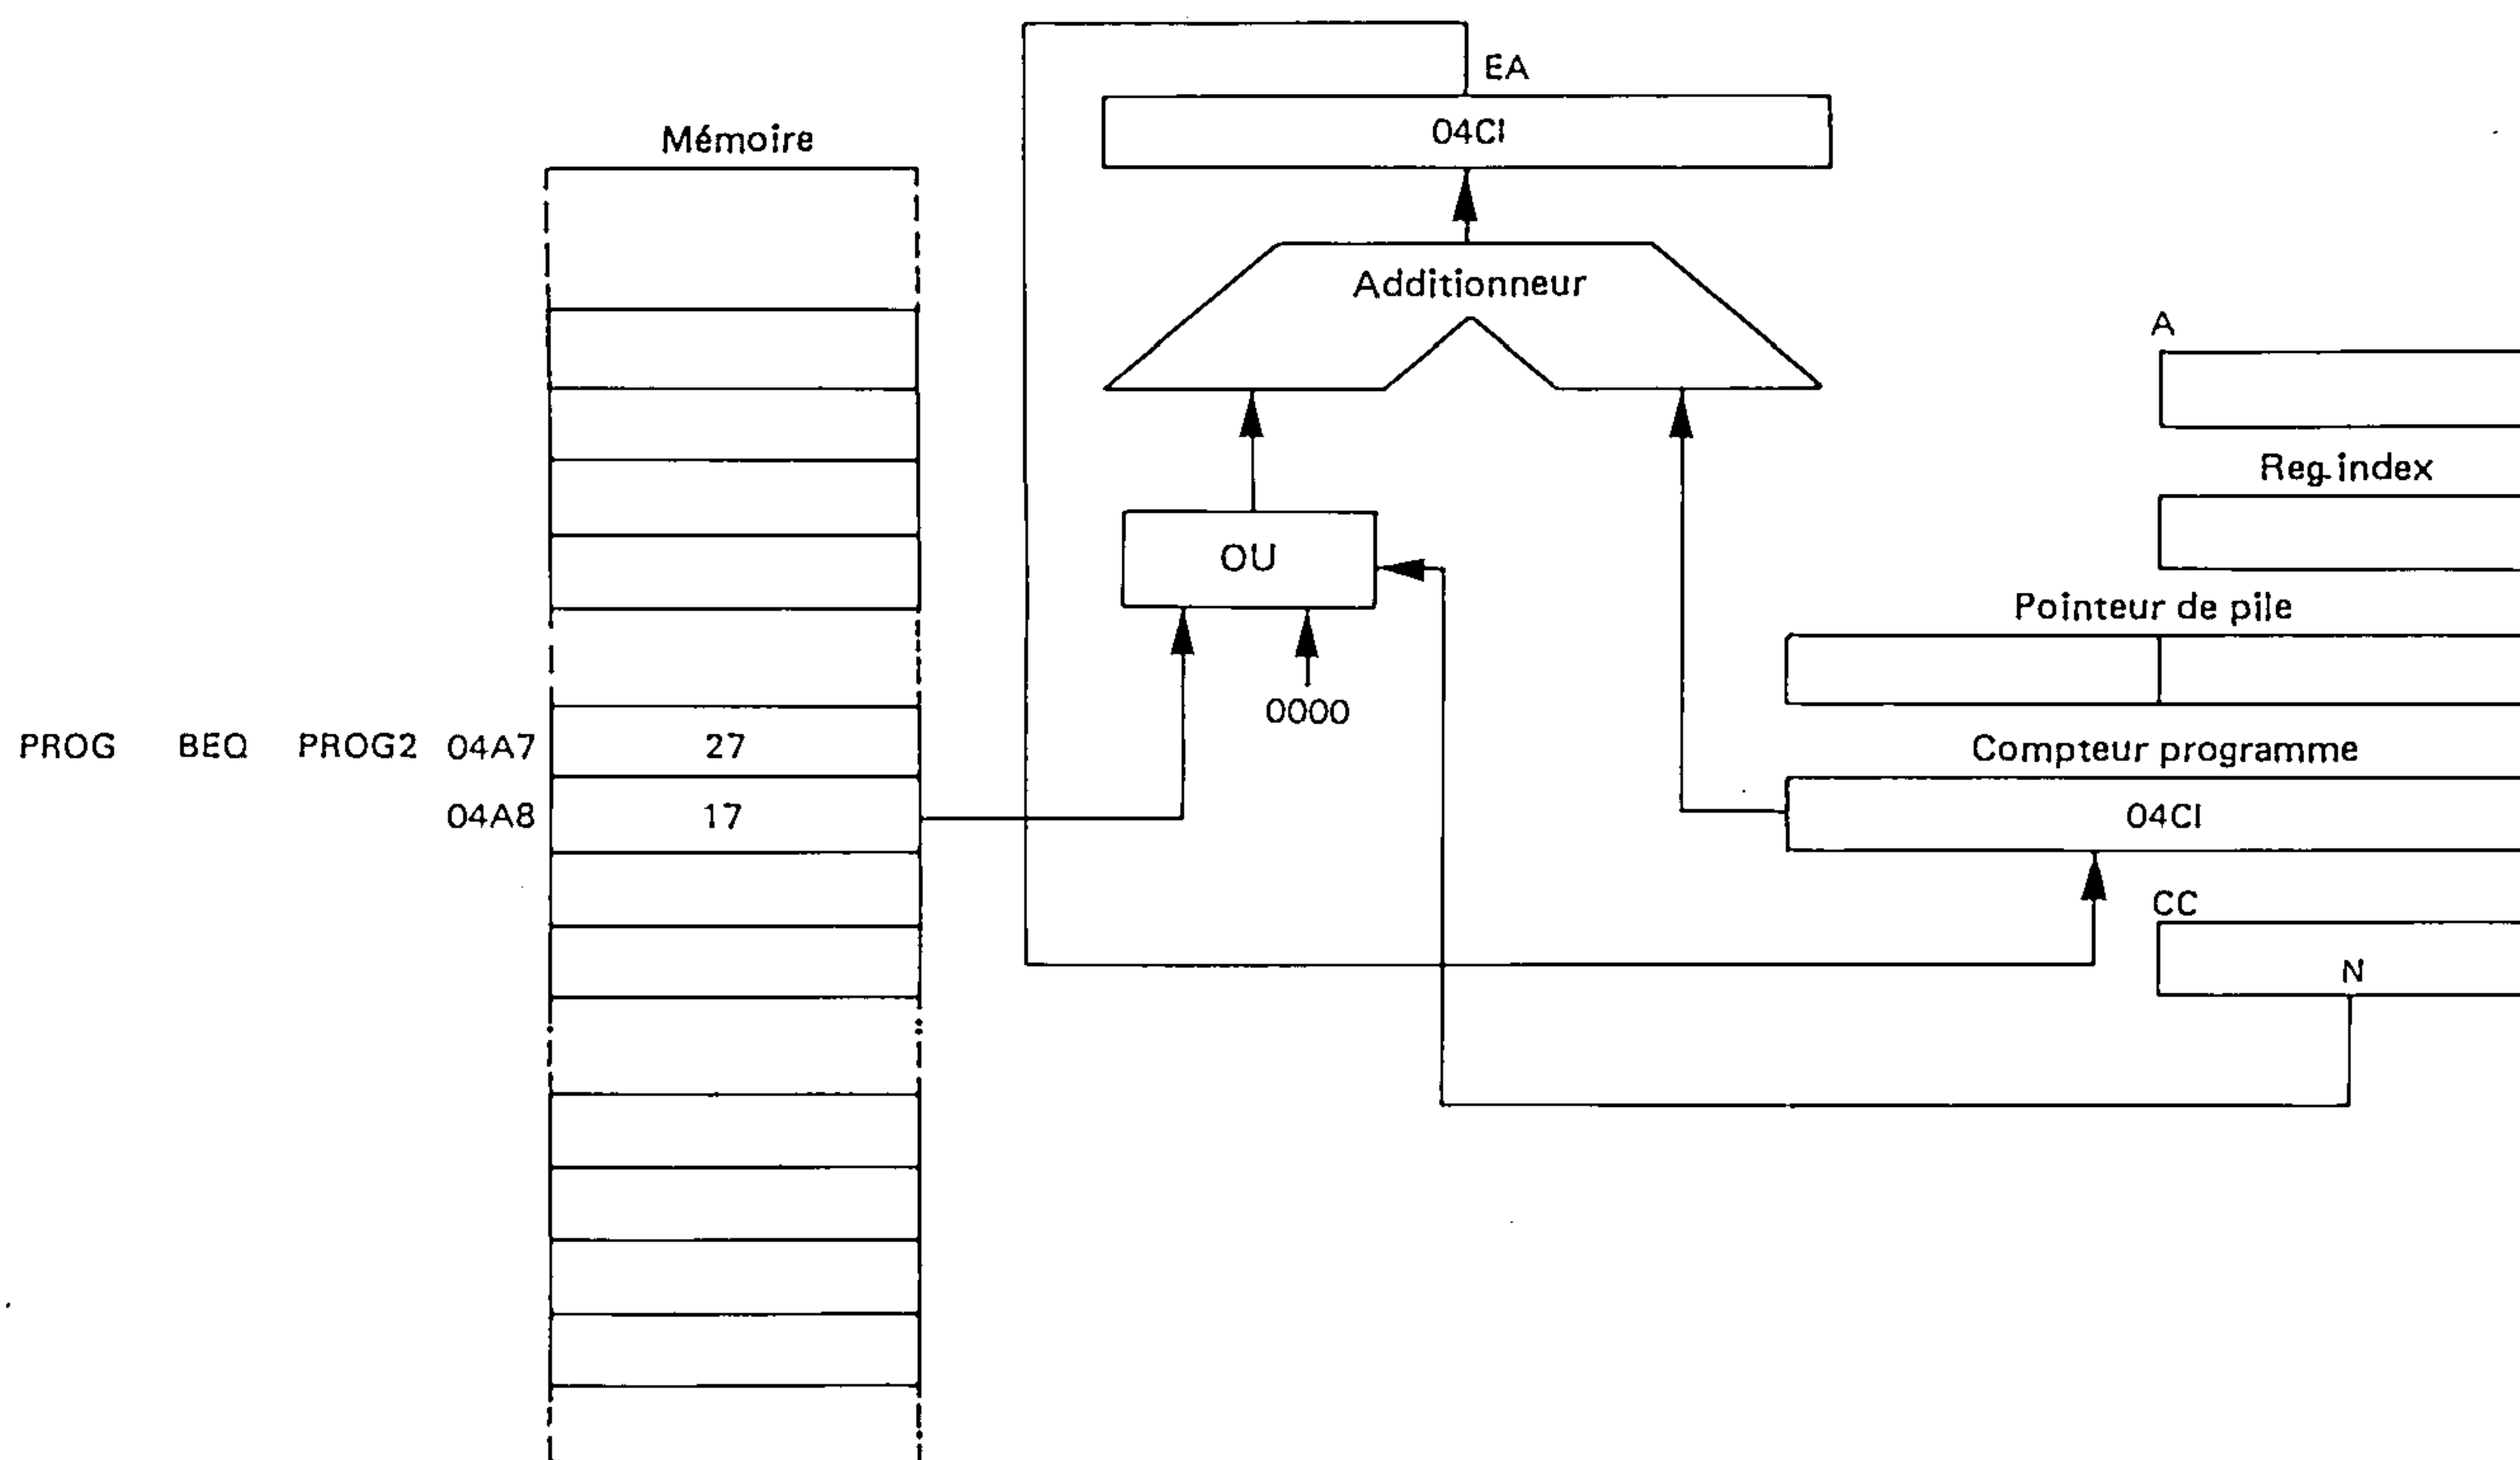 EA
04CI
Mémoire
Additionneur
A
Reg. index
OU
Pointeur de pile
0000
PROG BEQ PROG2 04A7 27
Compteur programme
04A8 17
04CI
CC
N